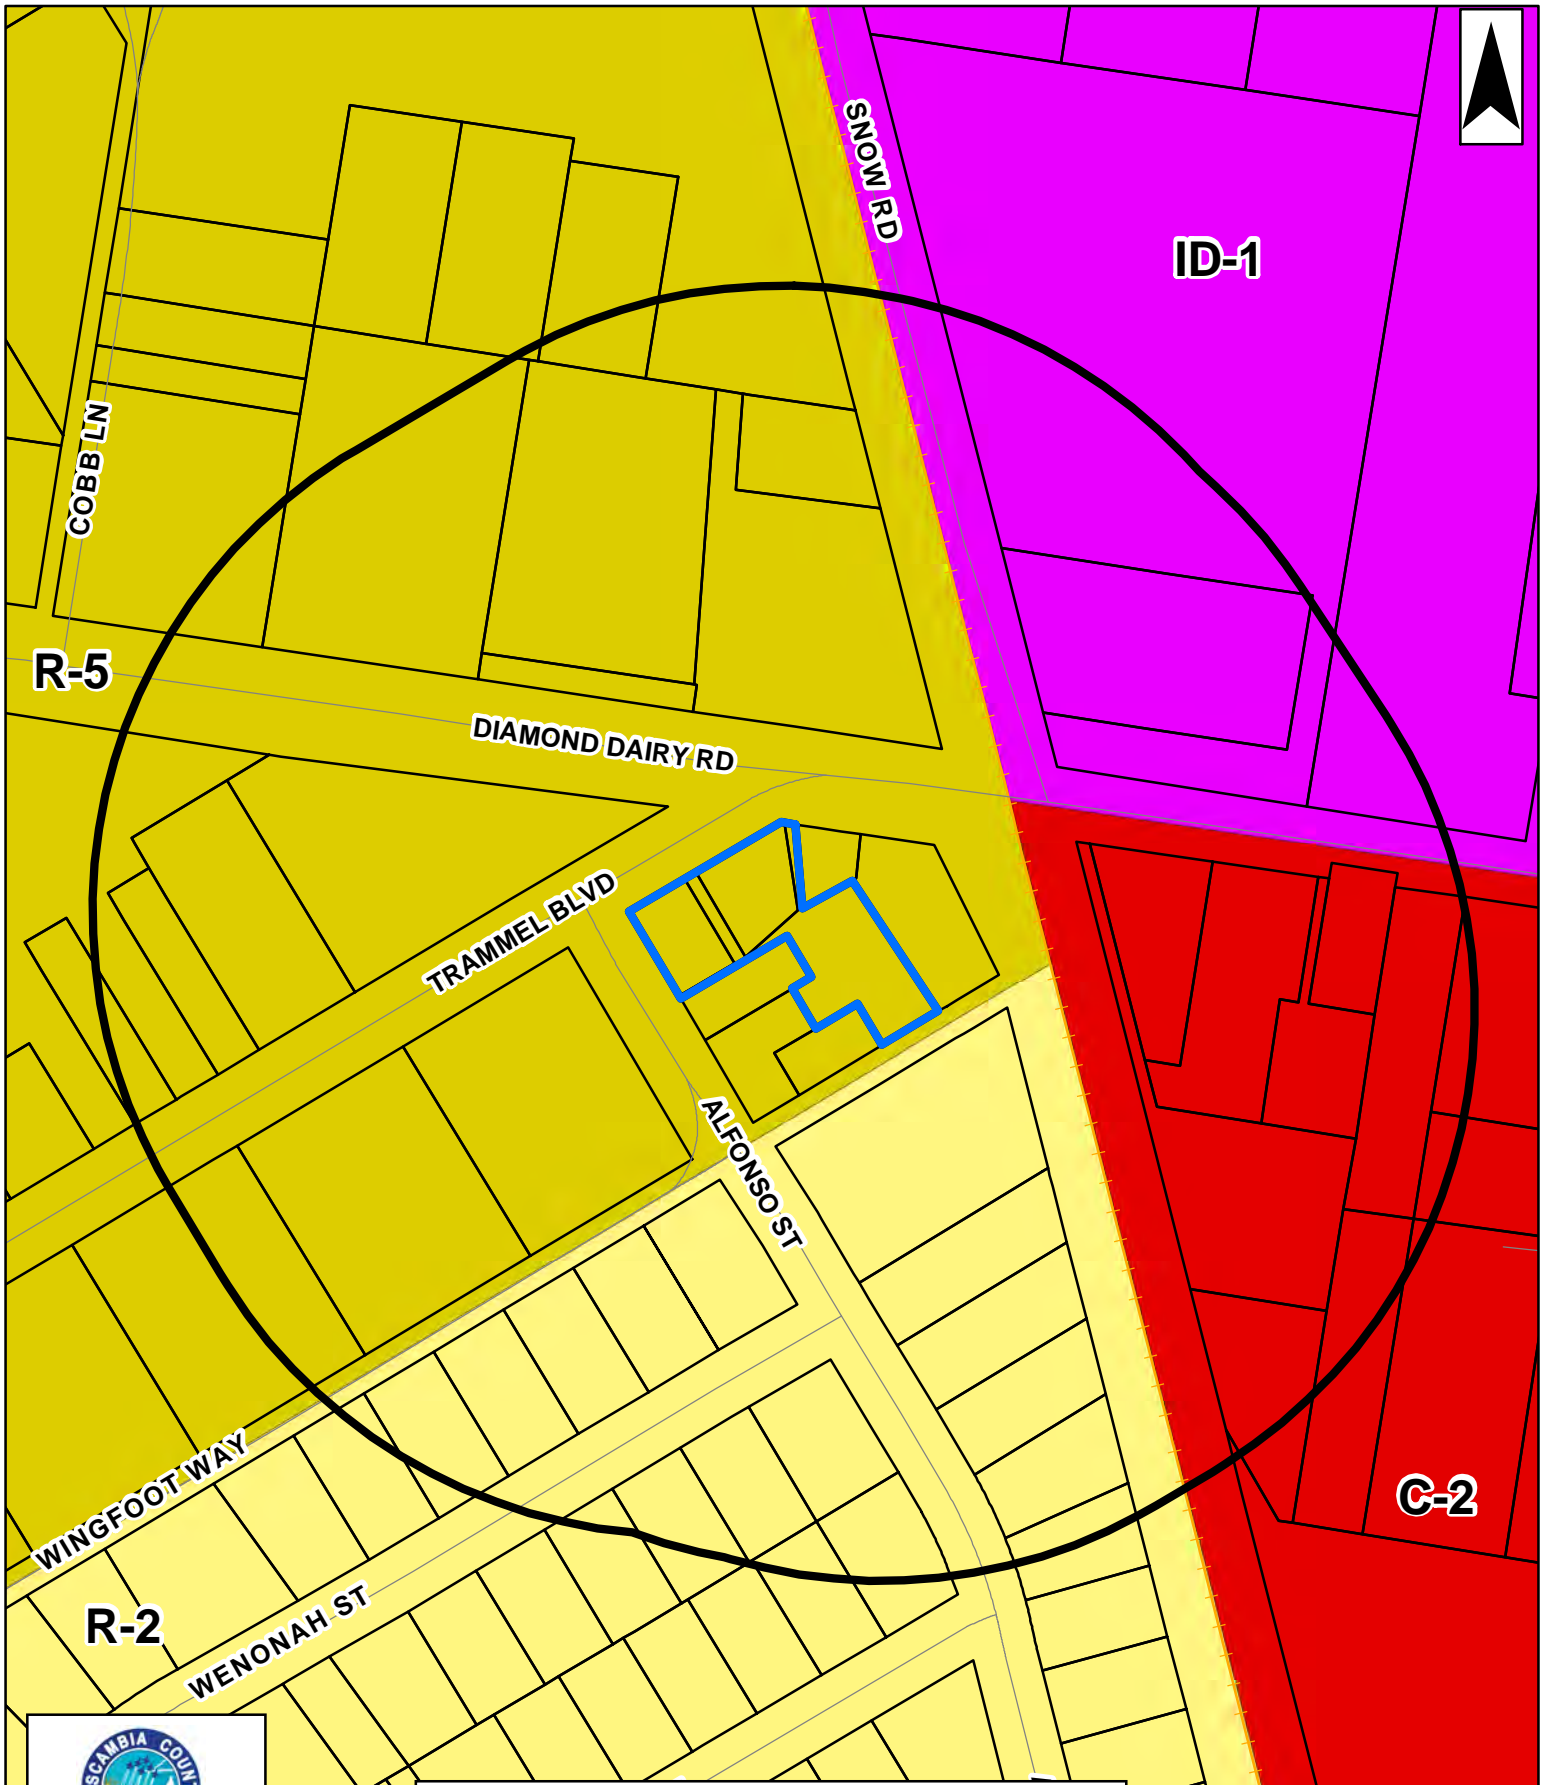 SNOW RD
ID-1
COBB LN
R-5
DIAMOND DAIRY RD
TRAMMEL BLVD
ALFONSO ST
WINGFOOT WAY
C-2
R-2
WENONAH ST